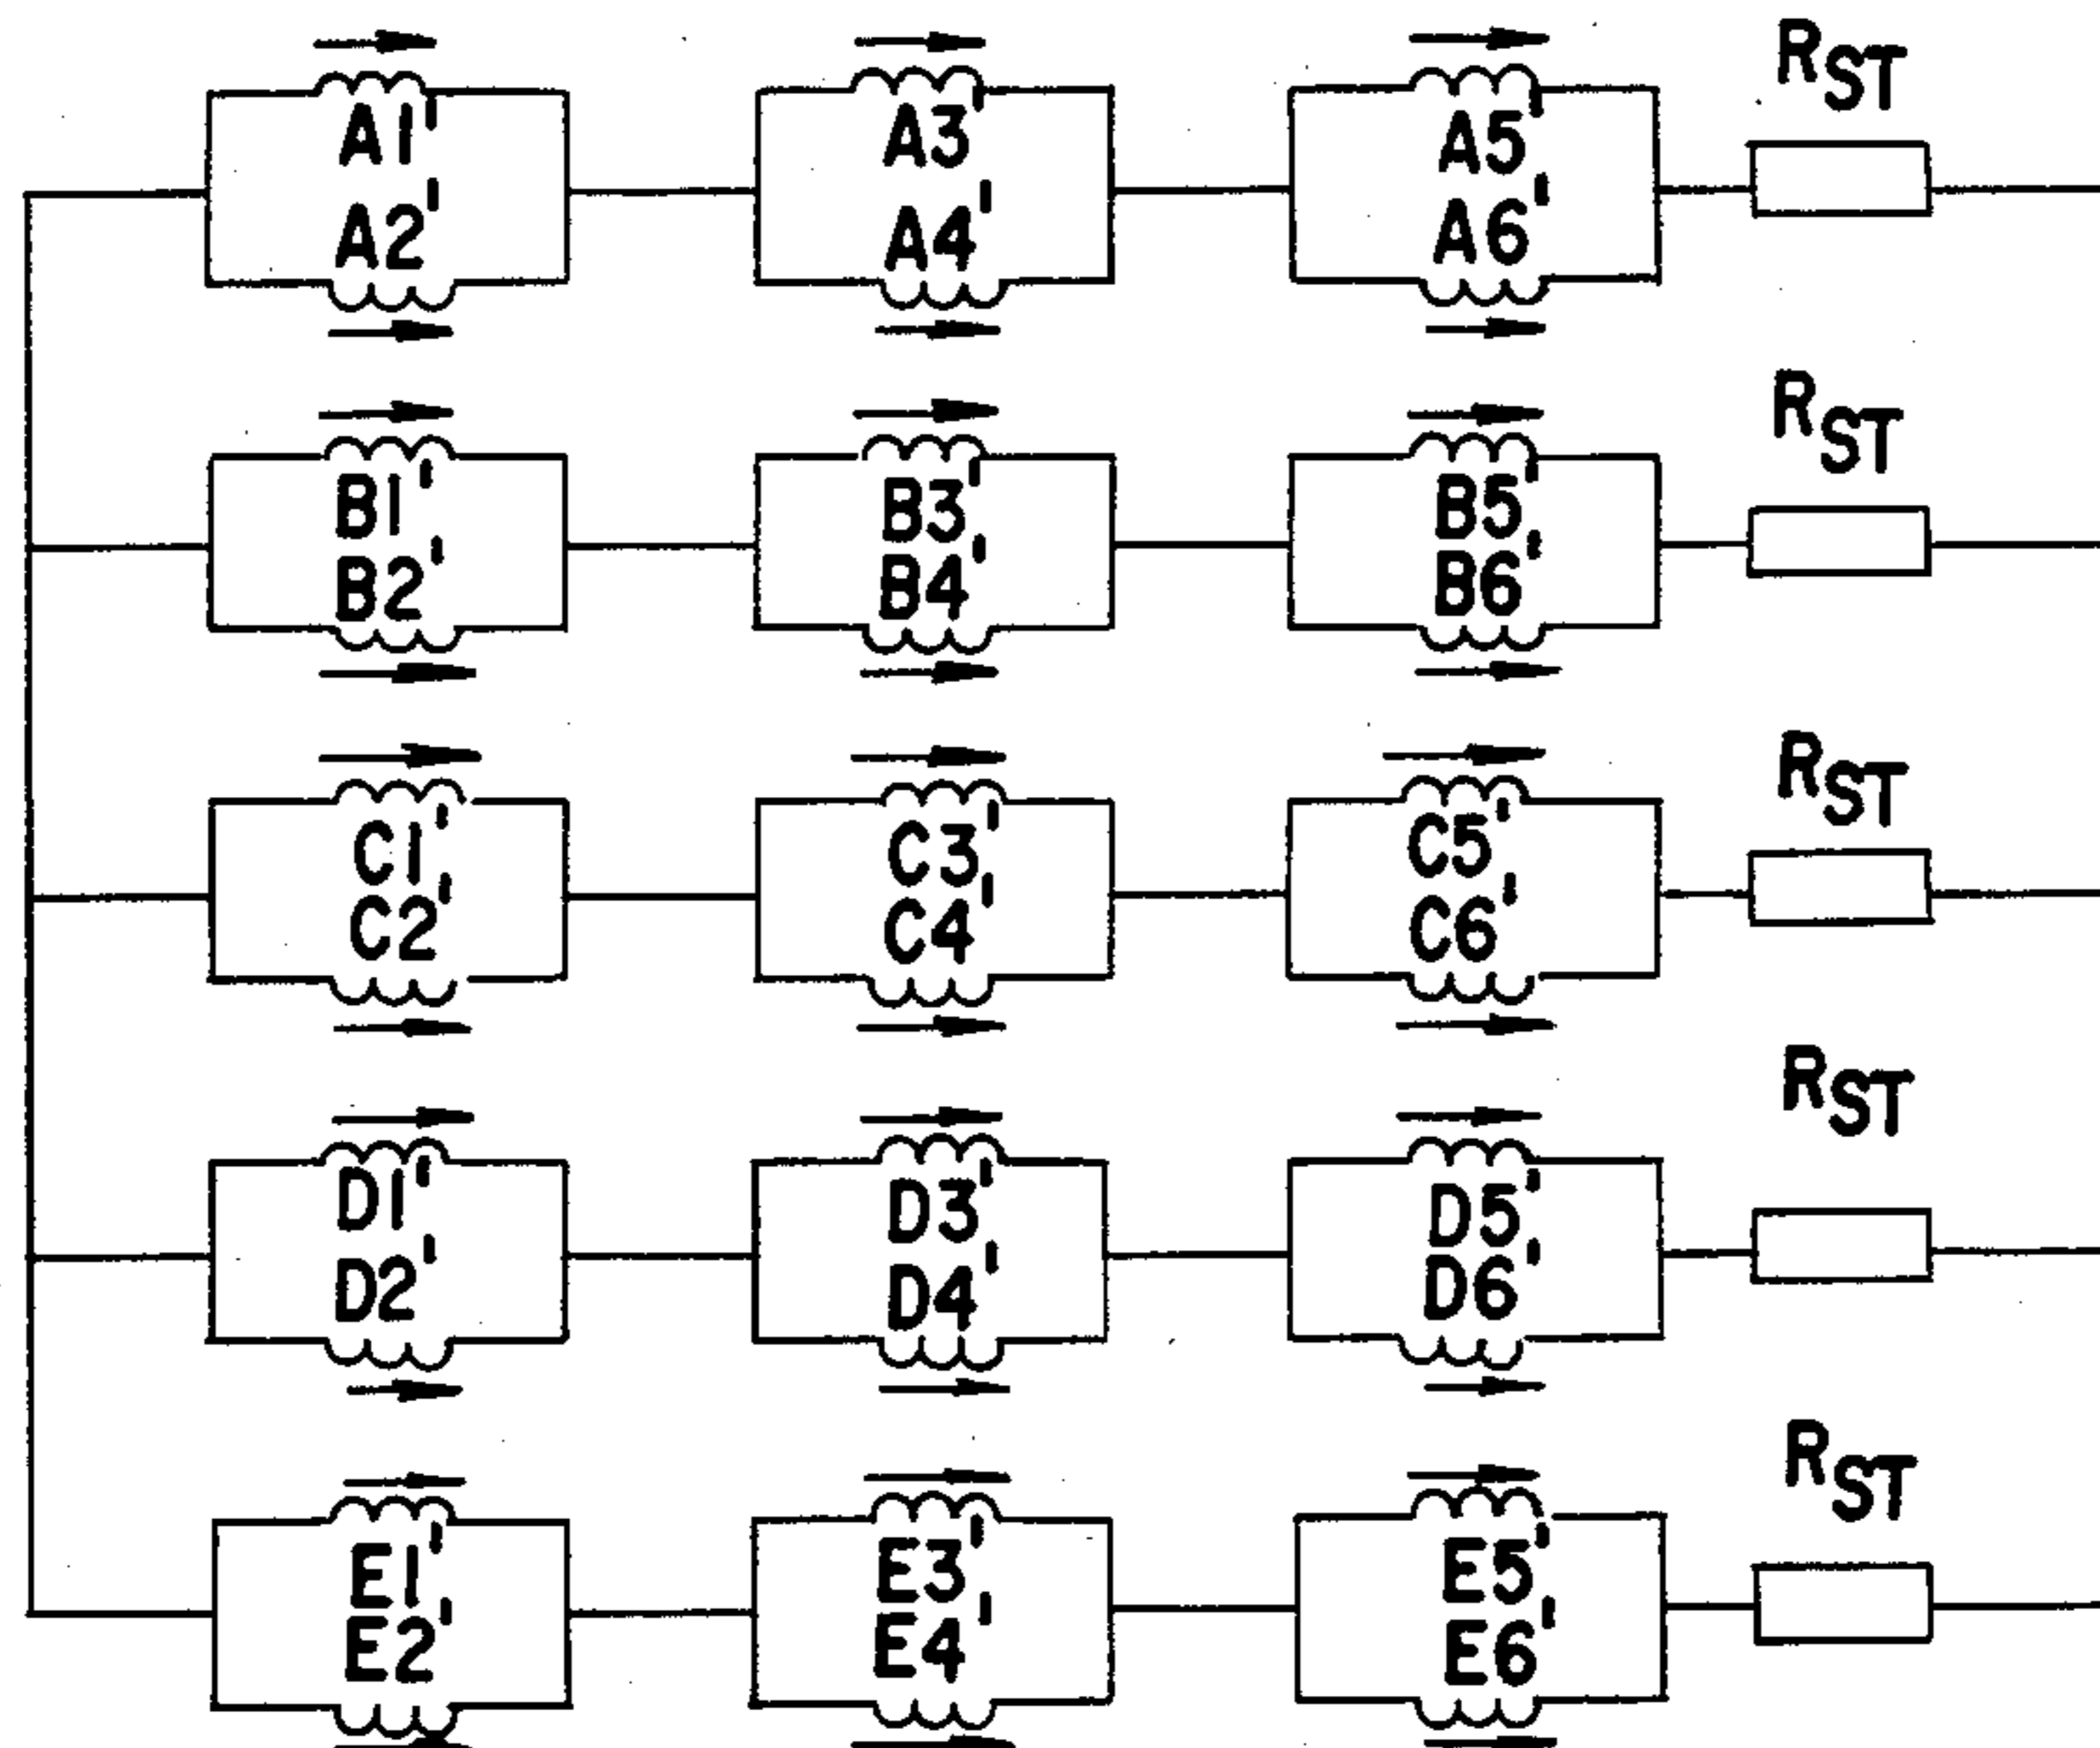 R_ST
A1' A3' A5'
A2' A4' A6'
R_ST
B1' B3' B5'
B2' B4' B6'
R_ST
C1' C3' C5'
C2' C4' C6'
R_ST
D1' D3' D5'
D2' D4' D6'
R_ST
E1' E3' E5'
E2' E4' E6'